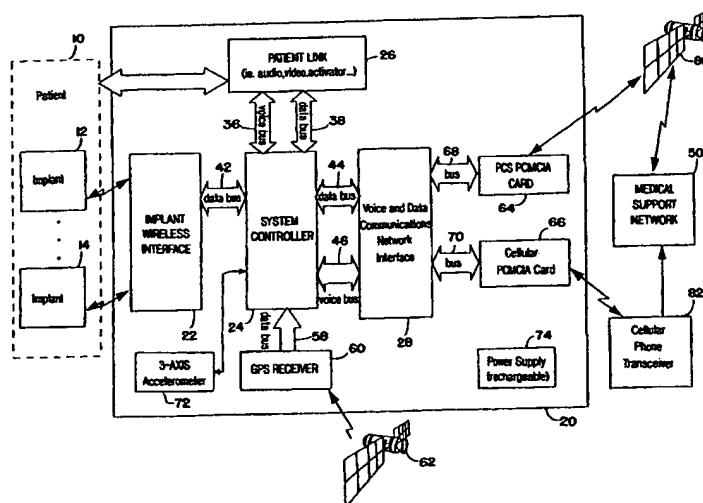 10
Patient
12
Implant
14
Implant
PATIENT LINK
(ie. audio,video,activator...)
26
36
voice bus
data bus
38
IMPLANT
WIRELESS
INTERFACE
22
42
data bus
SYSTEM
CONTROLLER
24
44
data bus
46
voice bus
Voice and Data
Communications
Network
Interface
28
68
bus
PCS PCMCIA
CARD
64
70
bus
66
Cellular
PCMCIA Card
3-AXIS
Accelerometer
72
data bus
58
GPS RECEIVER
60
74
Power Supply
(rechargeable)
20
62
50
MEDICAL
SUPPORT
NETWORK
82
Cellular
Phone
Transceiver